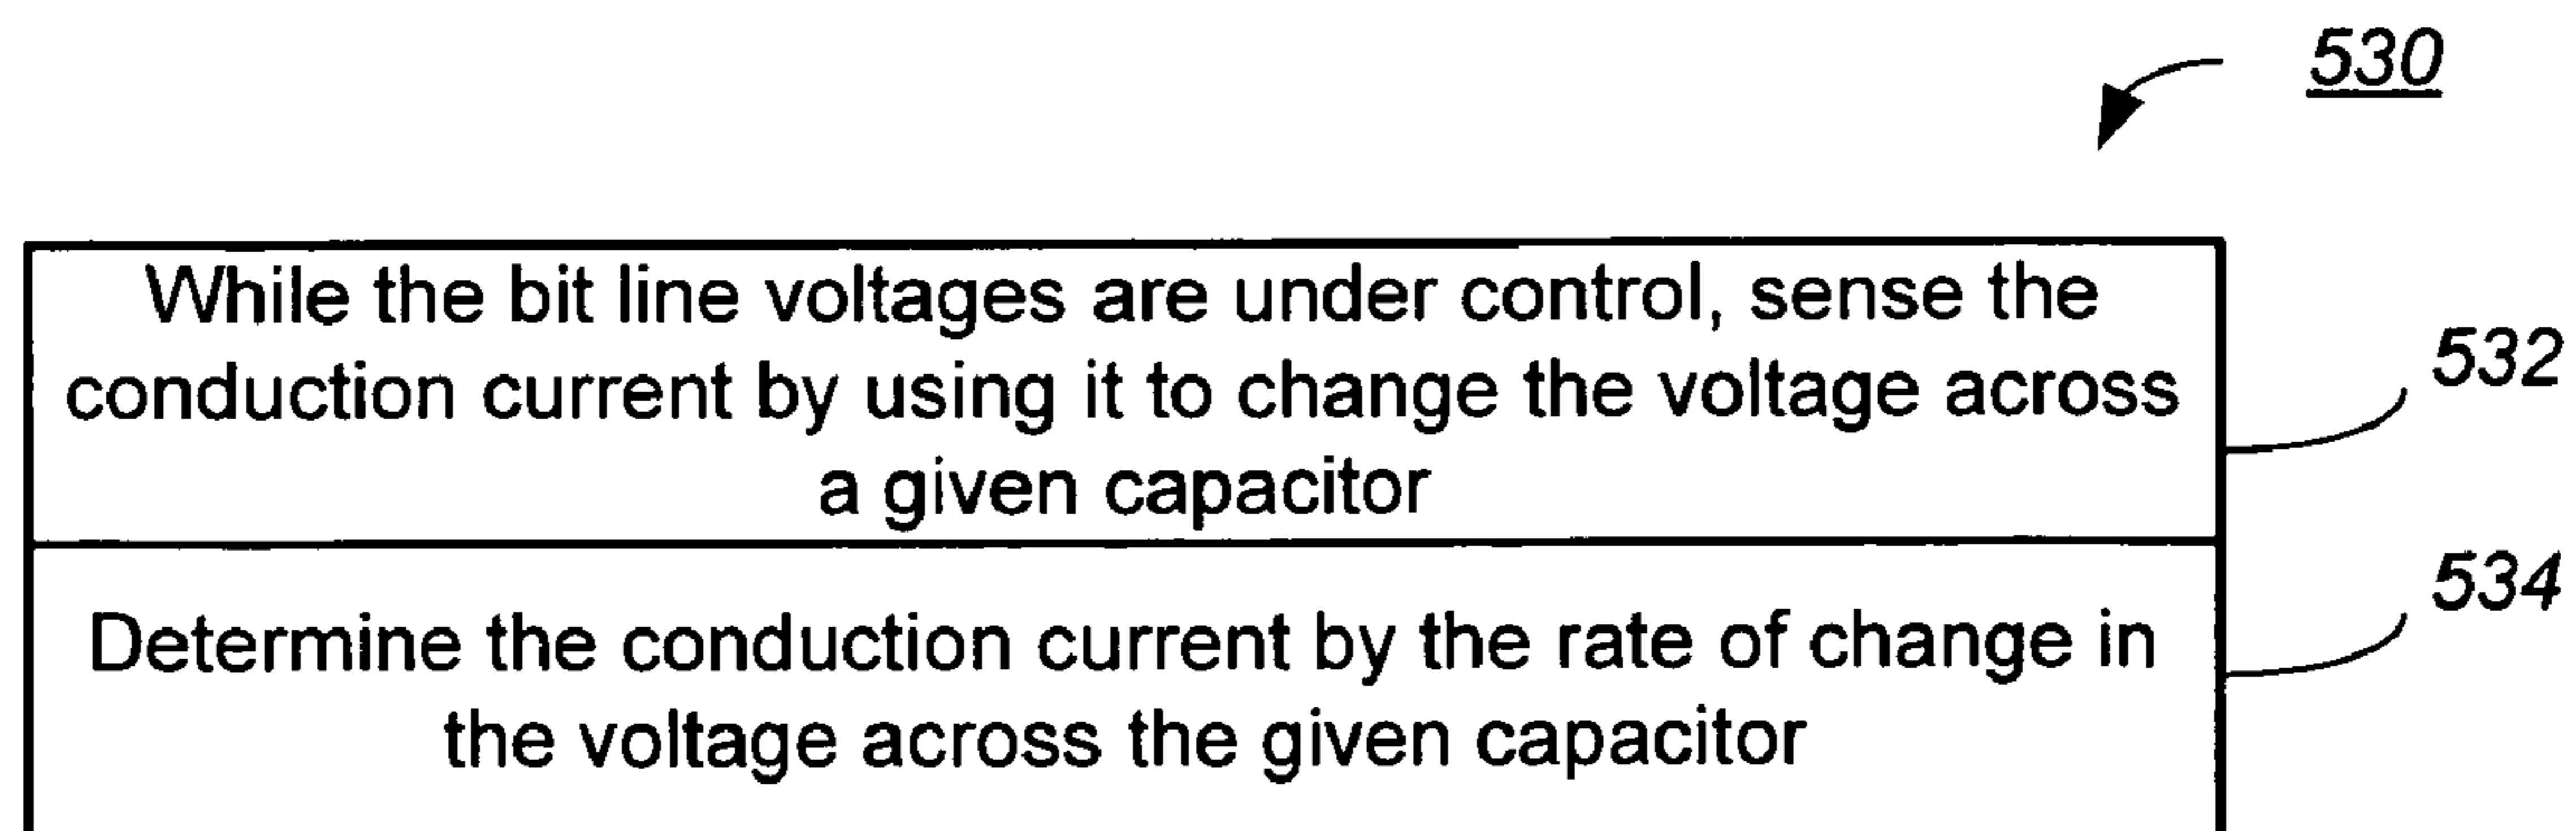 530
While the bit line voltages are under control, sense the
conduction current by using it to change the voltage across
a given capacitor
532
Determine the conduction current by the rate of change in
the voltage across the given capacitor
534